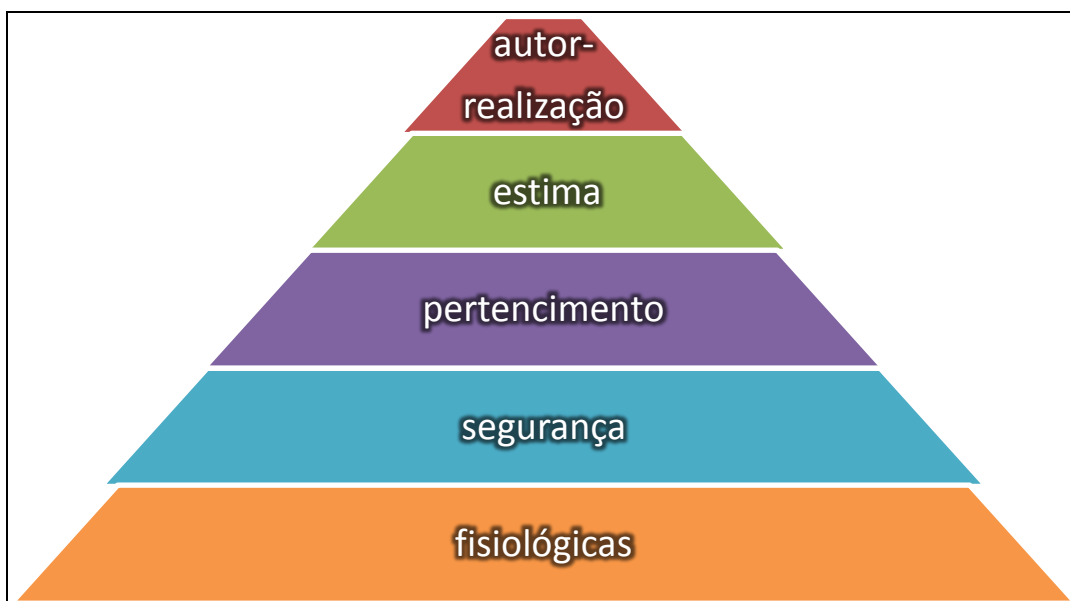 autor-
realização
estima
pertencimento
segurança
fisiológicas